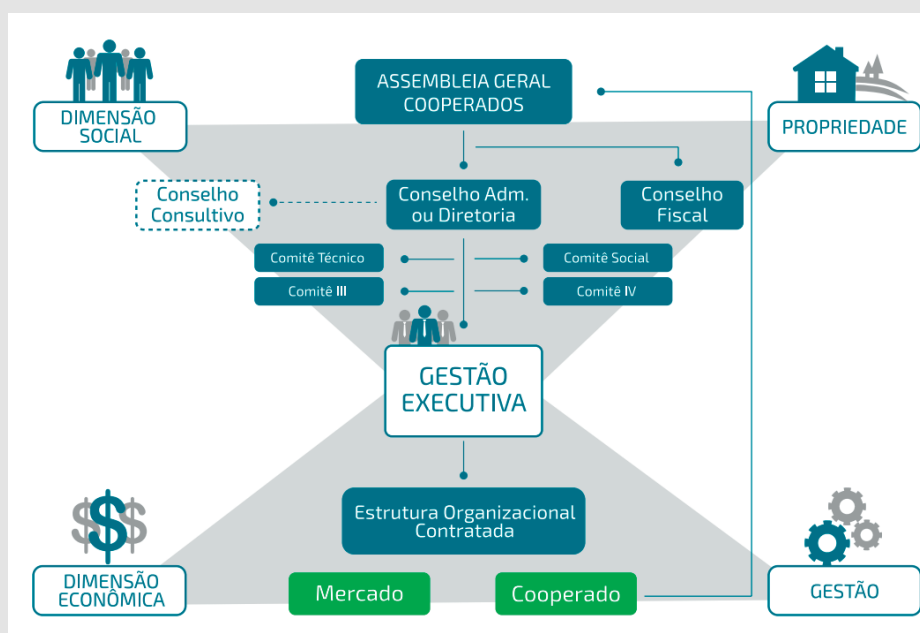 ASSEMBLEIA GERAL
COOPERADOS
DIMENSÃO
SOCIAL
PROPRIEDADE
Conselho
Consultivo
Conselho Adm.
ou Diretoria
Conselho
Fiscal
Comitê Técnico
Comitê Social
Comitê III
Comitê IV
GESTÃO
EXECUTIVA
Estrutura Organizacional
Contratada
$$$
DIMENSÃO
ECONÔMICA
Mercado
Cooperado
GESTÃO